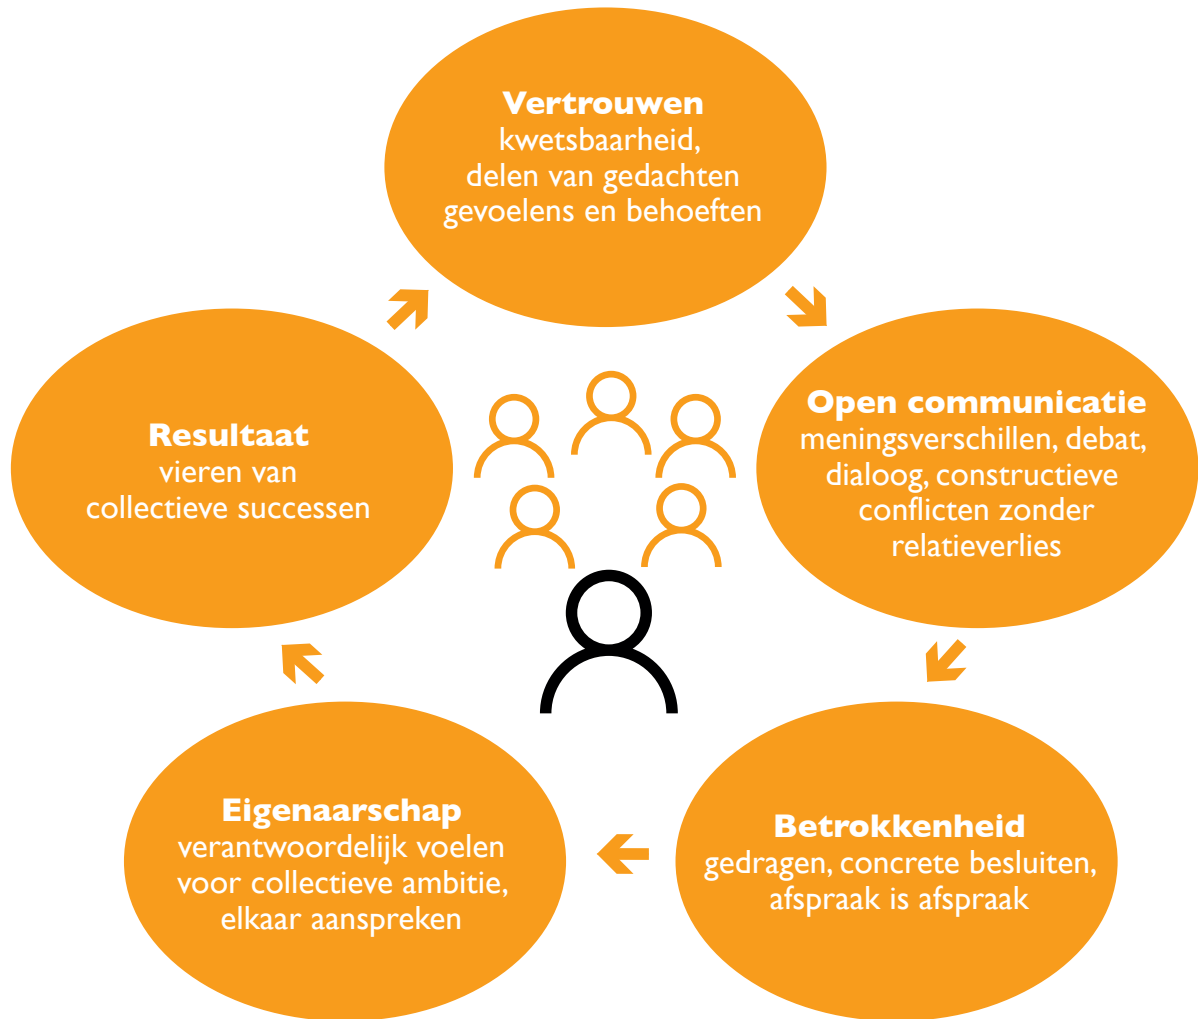 Vertrouwen
kwetsbaarheid,
delen van gedachten
gevoelens en behoeften
Open communicatie
meningsverschillen, debat,
dialoog, constructieve
conflicten zonder
relatieverlies
Betrokkenheid
gedragen, concrete besluiten,
afspraak is afspraak
Eigenaarschap
verantwoordelijk voelen
voor collectieve ambitie,
elkaar aanspreken
Resultaat
vieren van
collectieve successen